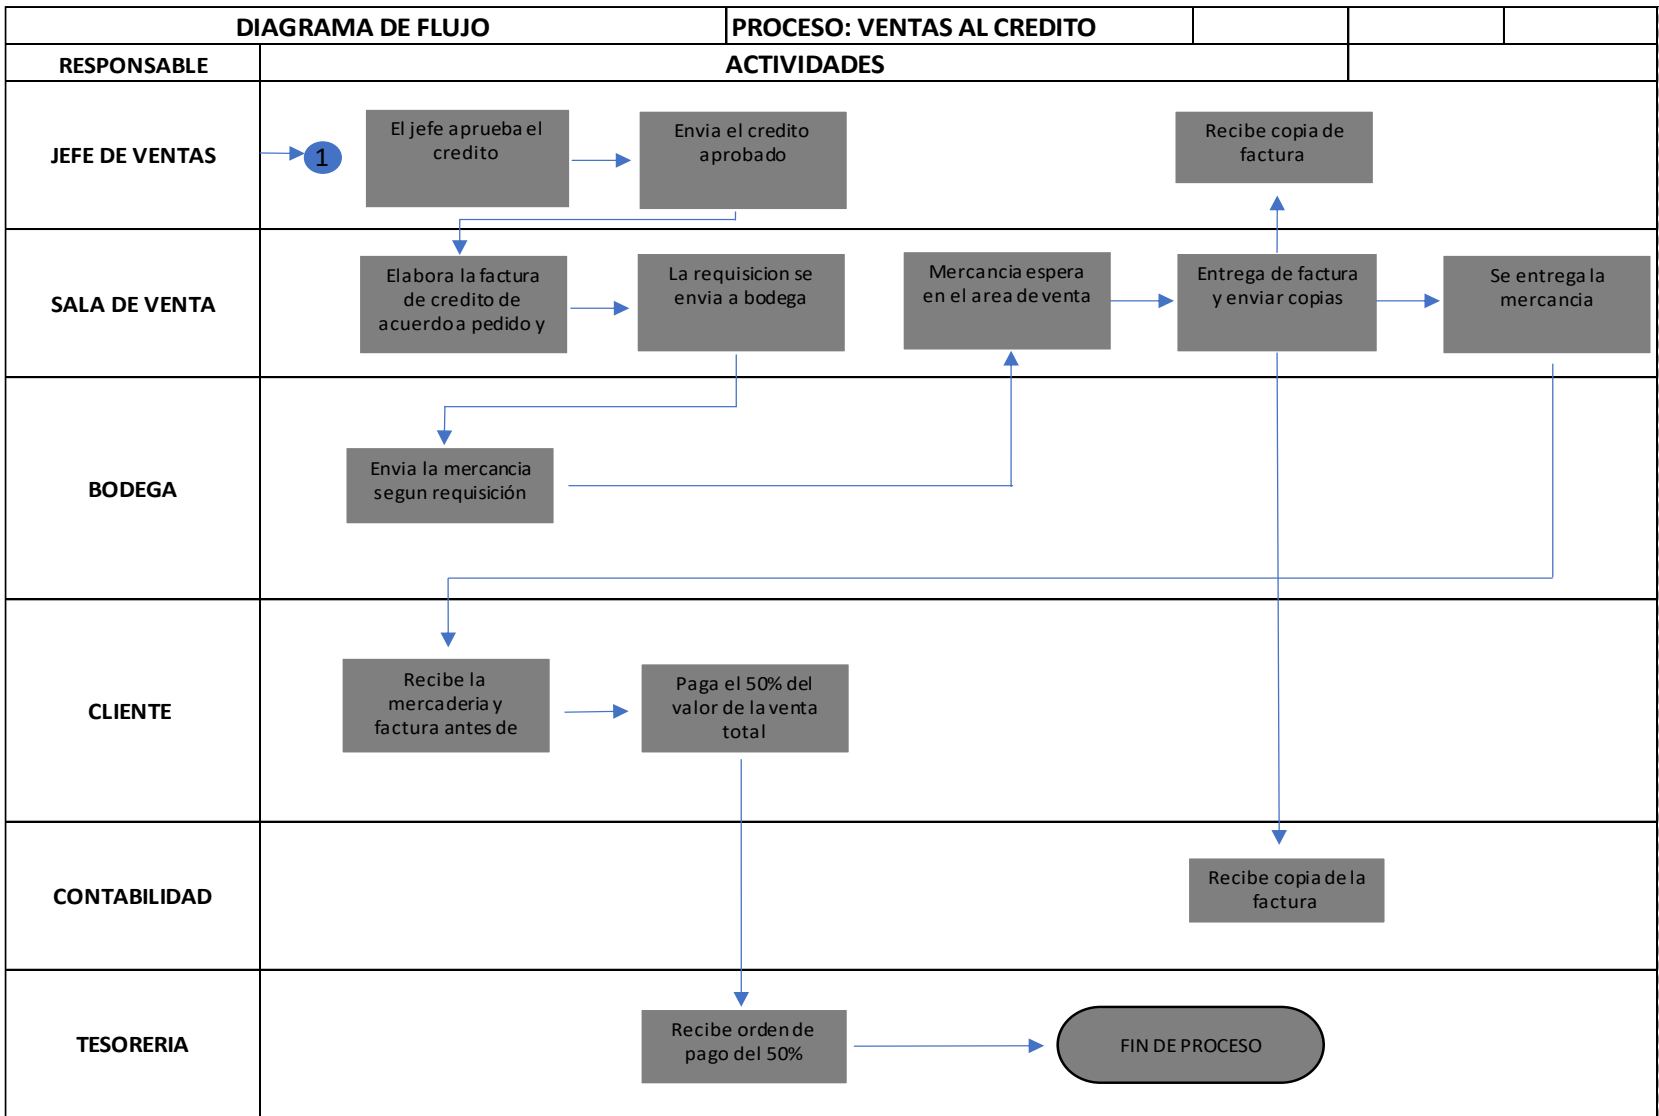 DIAGRAMA DE FLUJO
PROCESO: VENTAS AL CREDITO
RESPONSABLE
ACTIVIDADES
JEFE DE VENTAS
1
El jefe aprueba el
credito
Envia el credito
aprobado
Recibe copia de
factura
SALA DE VENTA
Elabora la factura
de credito de
acuerdo a pedido y
La requisicion se
envia a bodega
Mercancia espera
en el area de venta
Entrega de factura
y enviar copias
Se entrega la
mercancia
BODEGA
Envia la mercancia
segun requisición
CLIENTE
Recibe la
mercaderia y
factura antes de
Paga el 50% del
valor de la venta
total
CONTABILIDAD
Recibe copia de la
factura
TESORERIA
Recibe orden de
pago del 50%
FIN DE PROCESO